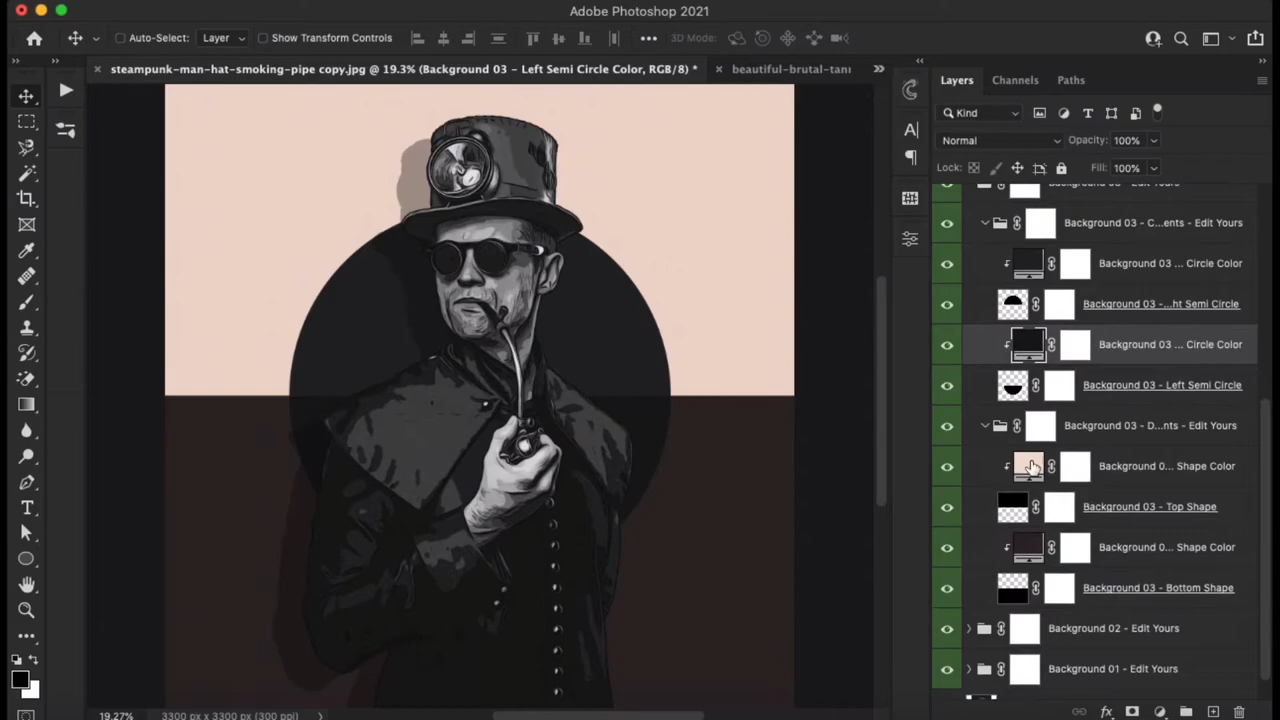 Adobe Photoshop 2021
Auto-Select: Layer Show Transform Controls 3D Mode:
steampunk-man-hat-smoking-pipe copy.jpg @ 19.3% (Background 03 - Left Semi Circle Color, RGB/8) * beautiful-brutal-tann
Layers Channels Paths
Kind
Normal Opacity: 100%
Lock: Fill: 100%
Background 03 - C...ents - Edit Yours
Background 03 ... Circle Color
Background 03 -...ht Semi Circle
Background 03 ... Circle Color
Background 03 - Left Semi Circle
Background 03 - D...nts - Edit Yours
Background 0... Shape Color
Background 03 - Top Shape
Background 0... Shape Color
Background 03 - Bottom Shape
Background 02 - Edit Yours
Background 01 - Edit Yours
19.27% 3300 px x 3300 px (300 ppi)